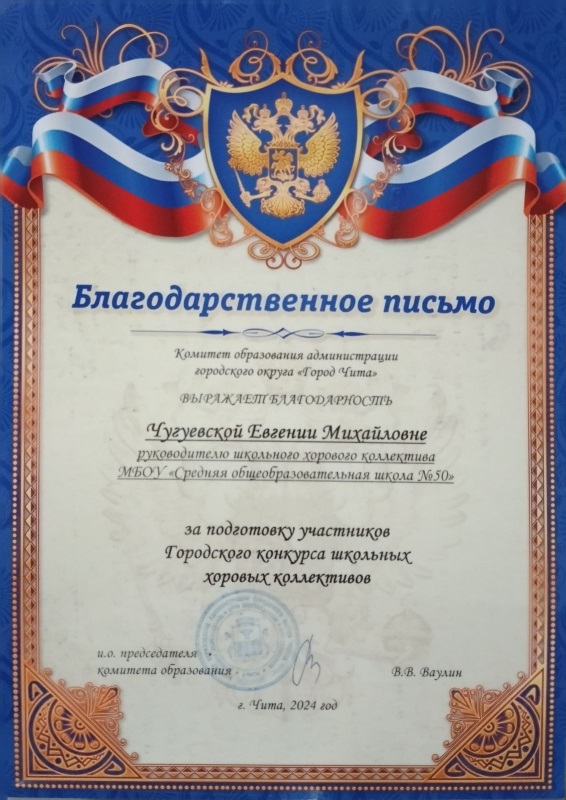 Благодарственное письмо
Комитет образования администрации
городского округа «Город Чита»
ВЫРАЖАЕТ БЛАГОДАРНОСТЬ
Чугуевской Евгении Михайловне
руководителю школьного хорового коллектива
МБОУ «Средняя общеобразовательная школа №50»
за подготовку участников
Городского конкурса школьных
хоровых коллективов
и.о. председателя
комитета образования
В.В. Ваулин
г. Чита, 2024 год